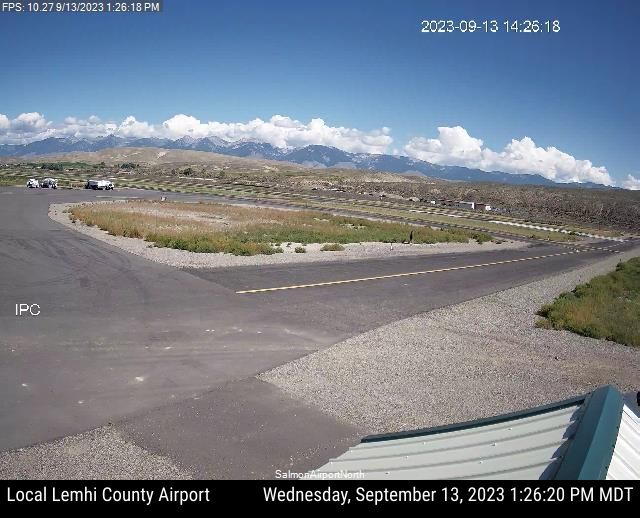 FPS: 10.27 9/13/2023 1:26:18 PM
2023-09-13 14:26:18
IPC
SalmonAirportNorth
Local Lemhi County Airport Wednesday, September 13, 2023 1:26:20 PM MDT